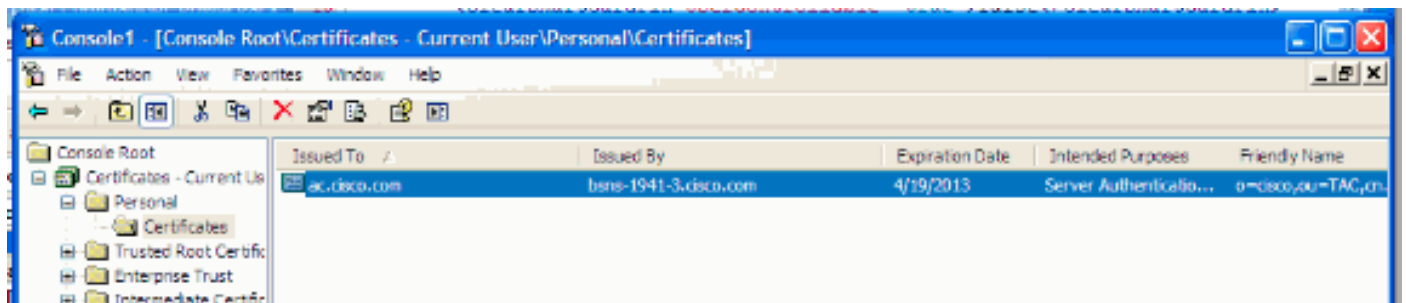 Console1 - [Console Root\Certificates - Current User\Personal\Certificates]
File Action View Favorites Window Help
Console Root
Issued To Issued By Expiration Date Intended Purposes Friendly Name
Certificates - Current Us
ac.cisco.com bsns-1941-3.cisco.com 4/19/2013 Server Authenticatio... o=cisco,ou=TAC,cn.
Personal
Certificates
Trusted Root Certific
Enterprise Trust
Intermediate Certific